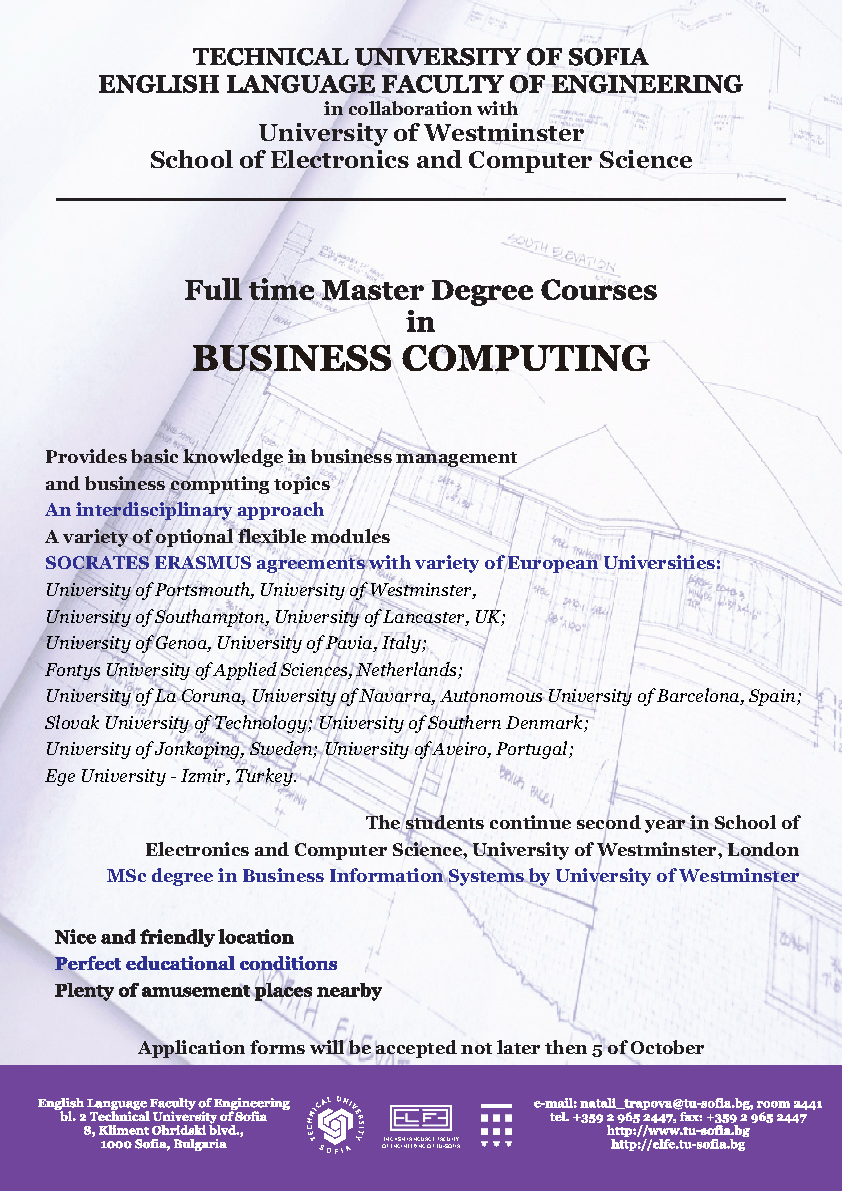 TECHNICAL UNIVERSITY OF SOFIA
ENGLISH LANGUAGE FACULTY OF ENGINEERING
in collaboration with
University of Westminster
School of Electronics and Computer Science
SOUTH ELEVATION
Full time Master Degree Courses
in
BUSINESS COMPUTING
Provides basic knowledge in business management
and business computing topics
An interdisciplinary approach
A variety of optional flexible modules
SOCRATES ERASMUS agreements with variety of European Universities:
University of Portsmouth, University of Westminster,
University of Southampton, University of Lancaster, UK;
University of Genoa, University of Pavia, Italy;
Fontys University of Applied Sciences, Netherlands;
University of La Coruna, University of Navarra, Autonomous University of Barcelona, Spain;
Slovak University of Technology; University of Southern Denmark;
University of Jonkoping, Sweden; University of Aveiro, Portugal;
Ege University - Izmir, Turkey.
The students continue second year in School of
Electronics and Computer Science, University of Westminster, London
MSc degree in Business Information Systems by University of Westminster
Nice and friendly location
Perfect educational conditions
Plenty of amusement places nearby
NORTH ELEVA
Application forms will be accepted not later then 5 of October
English Language Faculty of Engineering
bl. 2 Technical University of Sofia
8, Kliment Ohridski blvd.,
1000 Sofia, Bulgaria
TECHNICAL UNIVERSITY
SOFIA
ELFE
ENGLISH LANGUAGE FACULTY
OF ENGINEERING OF TU-SOFIA
e-mail: natali_trapova@tu-sofia.bg, room 2441
tel. +359 2 965 2447, fax: +359 2 965 2447
http://www.tu-sofia.bg
http://elfe.tu-sofia.bg